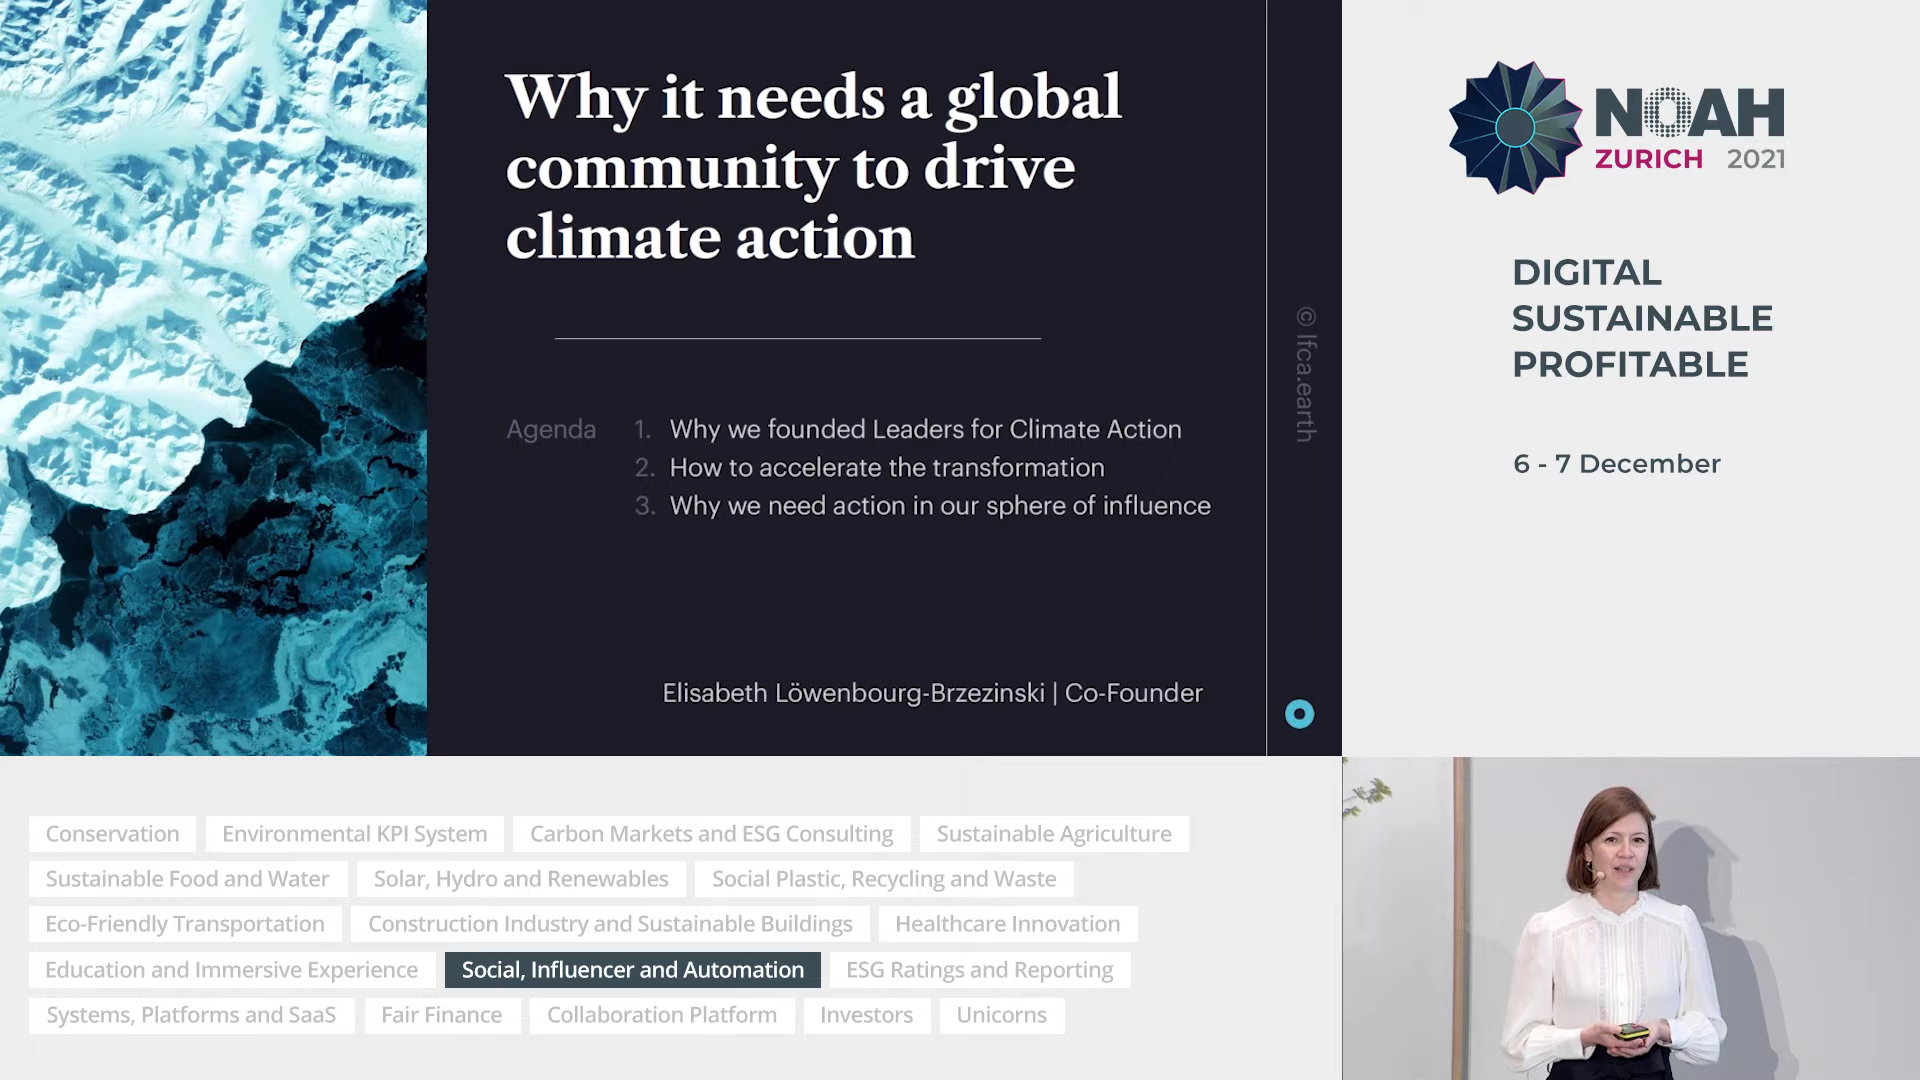 Why it needs a global
community to drive
climate action
Agenda
1. Why we founded Leaders for Climate Action
2. How to accelerate the transformation
3. Why we need action in our sphere of influence
Elisabeth Löwenbourg-Brzezinski | Co-Founder
© lfca.earth
NOAH
ZURICH 2021
DIGITAL
SUSTAINABLE
PROFITABLE
6 - 7 December
Conservation Environmental KPI System Carbon Markets and ESG Consulting Sustainable Agriculture
Sustainable Food and Water Solar, Hydro and Renewables Social Plastic, Recycling and Waste
Eco-Friendly Transportation Construction Industry and Sustainable Buildings Healthcare Innovation
Education and Immersive Experience Social, Influencer and Automation ESG Ratings and Reporting
Systems, Platforms and SaaS Fair Finance Collaboration Platform Investors Unicorns